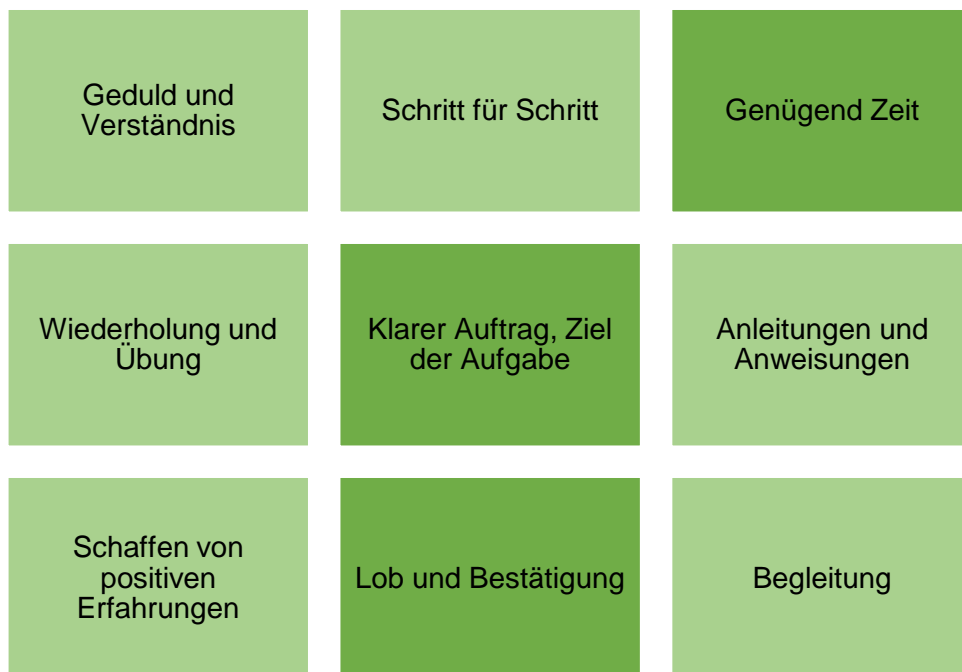 Geduld und
Verständnis
Schritt für Schritt
Genügend Zeit
Wiederholung und
Übung
Klarer Auftrag, Ziel
der Aufgabe
Anleitungen und
Anweisungen
Schaffen von
positiven
Erfahrungen
Lob und Bestätigung
Begleitung